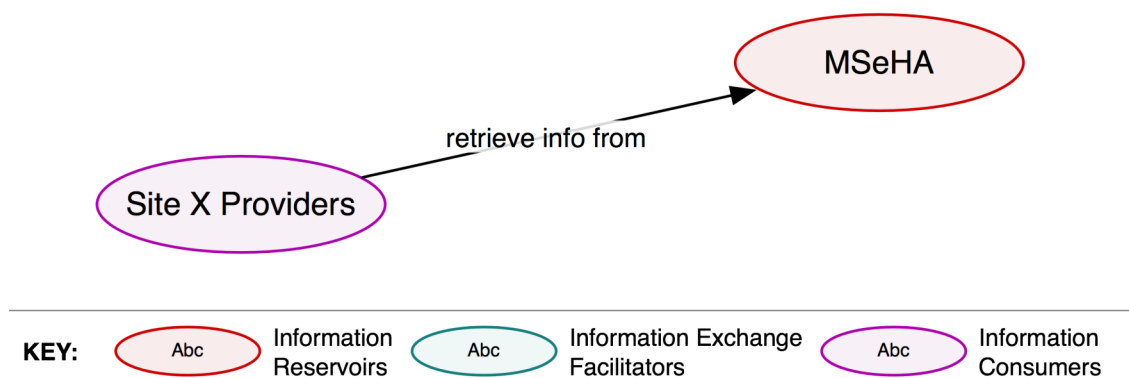 MSeHA
retrieve info from
Site X Providers
KEY:
Abc
Information
Reservoirs
Abc
Information Exchange
Facilitators
Abc
Information
Consumers